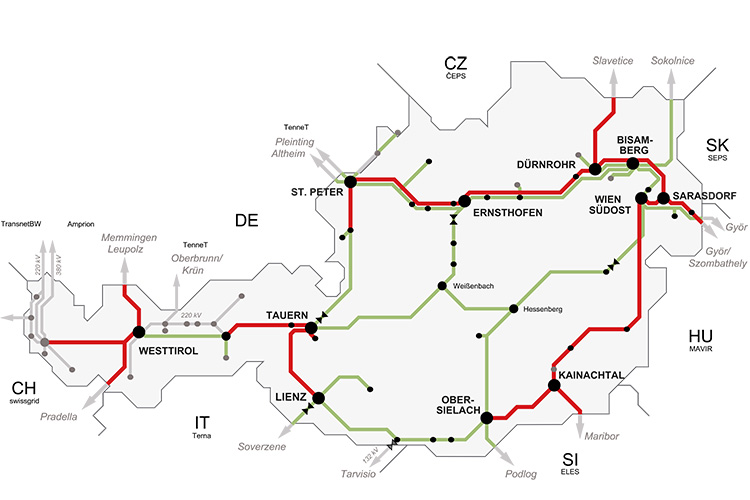 CZ
ČEPS
Slavetice
Sokolnice
TenneT
Pleinting
Altheim
BISAM-
BERG
SK
SEPS
DÜRNROHR
ST. PETER
WIEN
SÜDOST
SARASDORF
ERNSTHOFEN
DE
TransnetBW
Amprion
Memmingen
Leupolz
TenneT
Oberbrunn/
Krün
Györ
Györ/
Szombathely
220 kV
380 kV
Weißenbach
Hessenberg
220 kV
TAUERN
WESTTIROL
HU
MAVIR
CH
swissgrid
KAINACHTAL
LIENZ
OBER-
SIELACH
Pradella
IT
Terna
Soverzene
132 kV
Tarvisio
Podlog
Maribor
SI
ELES